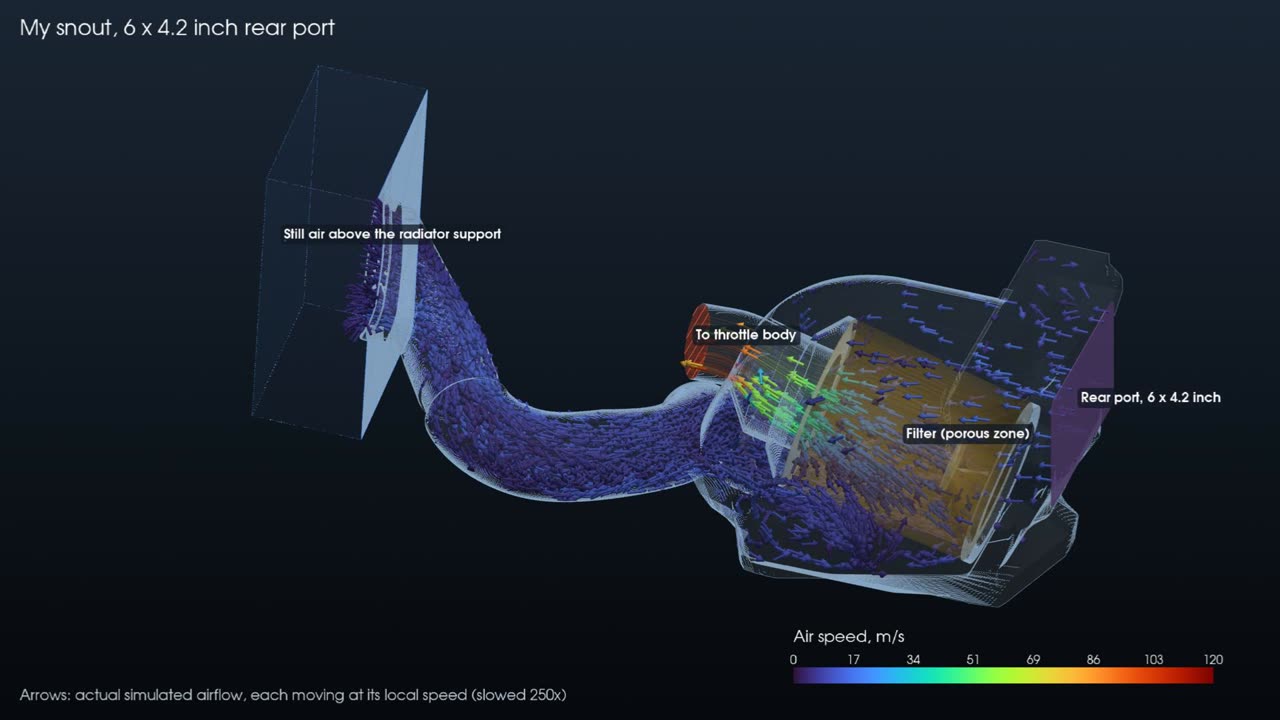 My snout, 6 x 4.2 inch rear port
Still air above the radiator support
To throttle body
Rear port, 6 x 4.2 inch
Filter (porous zone)
Air speed, m/s
0 17 34 51 69 86 103 120
Arrows: actual simulated airflow, each moving at its local speed (slowed 250x)